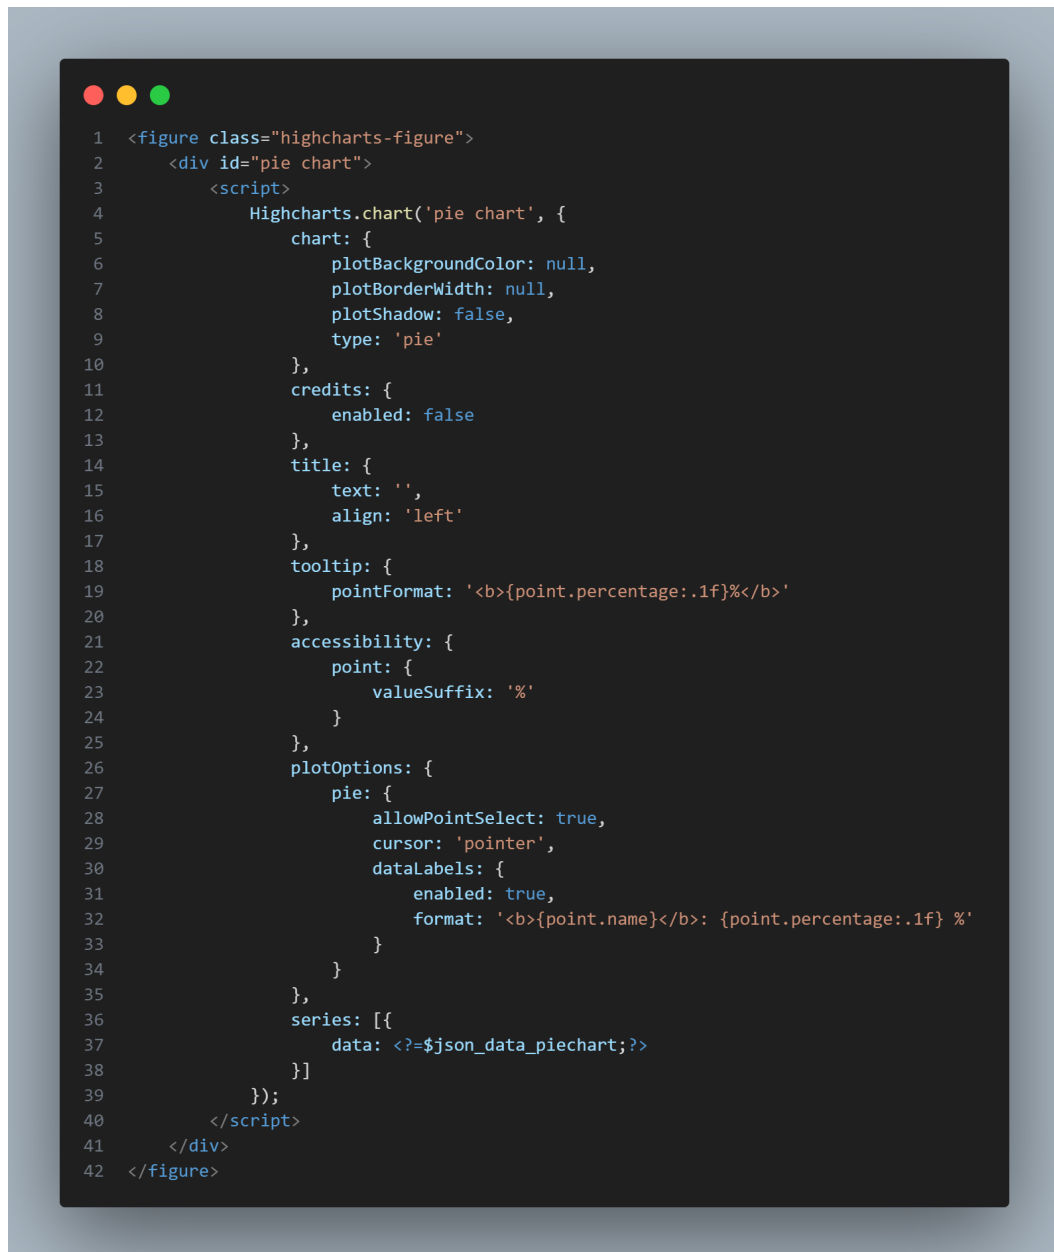 1 <figure class="highcharts-figure">
2     <div id="pie chart">
3         <script>
4             Highcharts.chart('pie chart', {
5                 chart: {
6                     plotBackgroundColor: null,
7                     plotBorderWidth: null,
8                     plotShadow: false,
9                     type: 'pie'
10                 },
11                 credits: {
12                     enabled: false
13                 },
14                 title: {
15                     text: '',
16                     align: 'left'
17                 },
18                 tooltip: {
19                     pointFormat: '<b>{point.percentage:.1f}%</b>'
20                 },
21                 accessibility: {
22                     point: {
23                         valueSuffix: '%'
24                     }
25                 },
26                 plotOptions: {
27                     pie: {
28                         allowPointSelect: true,
29                         cursor: 'pointer',
30                         dataLabels: {
31                             enabled: true,
32                             format: '<b>{point.name}</b>: {point.percentage:.1f} %'
33                         }
34                     }
35                 },
36                 series: [{
37                     data: <?=$json_data_piechart;?>
38                 }]
39             });
40         </script>
41     </div>
42 </figure>